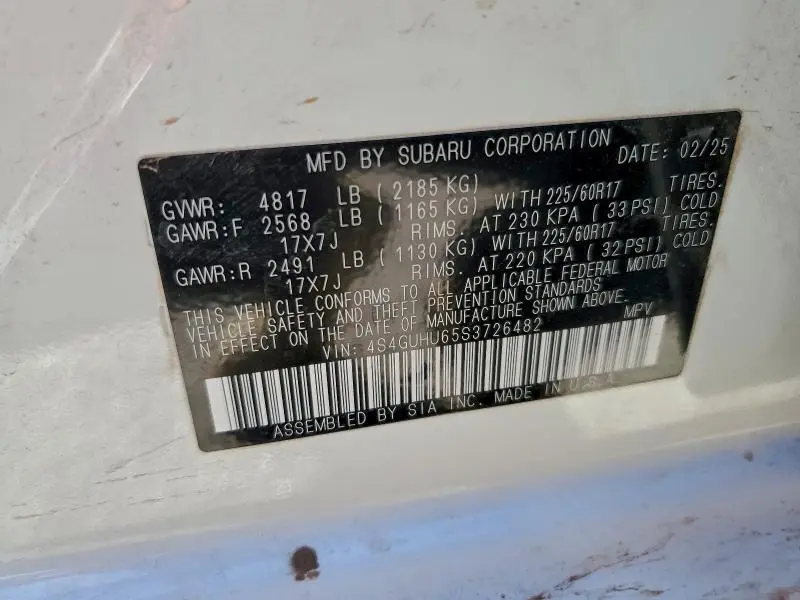 MFD BY SUBARU CORPORATION DATE: 02/25
GVWR: 4817 LB ( 2185 KG)
GAWR:F 2568 LB ( 1165 KG) WITH 225/60R17 TIRES.
17X7J RIMS. AT 230 KPA ( 33 PSI) COLD
GAWR:R 2491 LB ( 1130 KG) WITH 225/60R17 TIRES.
17X7J RIMS. AT 220 KPA ( 32 PSI) COLD
THIS VEHICLE CONFORMS TO ALL APPLICABLE FEDERAL MOTOR
VEHICLE SAFETY AND THEFT PREVENTION STANDARDS
IN EFFECT ON THE DATE OF MANUFACTURE SHOWN ABOVE.
VIN: 4S4GUHU65S3726482 MPV
ASSEMBLED BY SIA INC. MADE IN U.S.A.